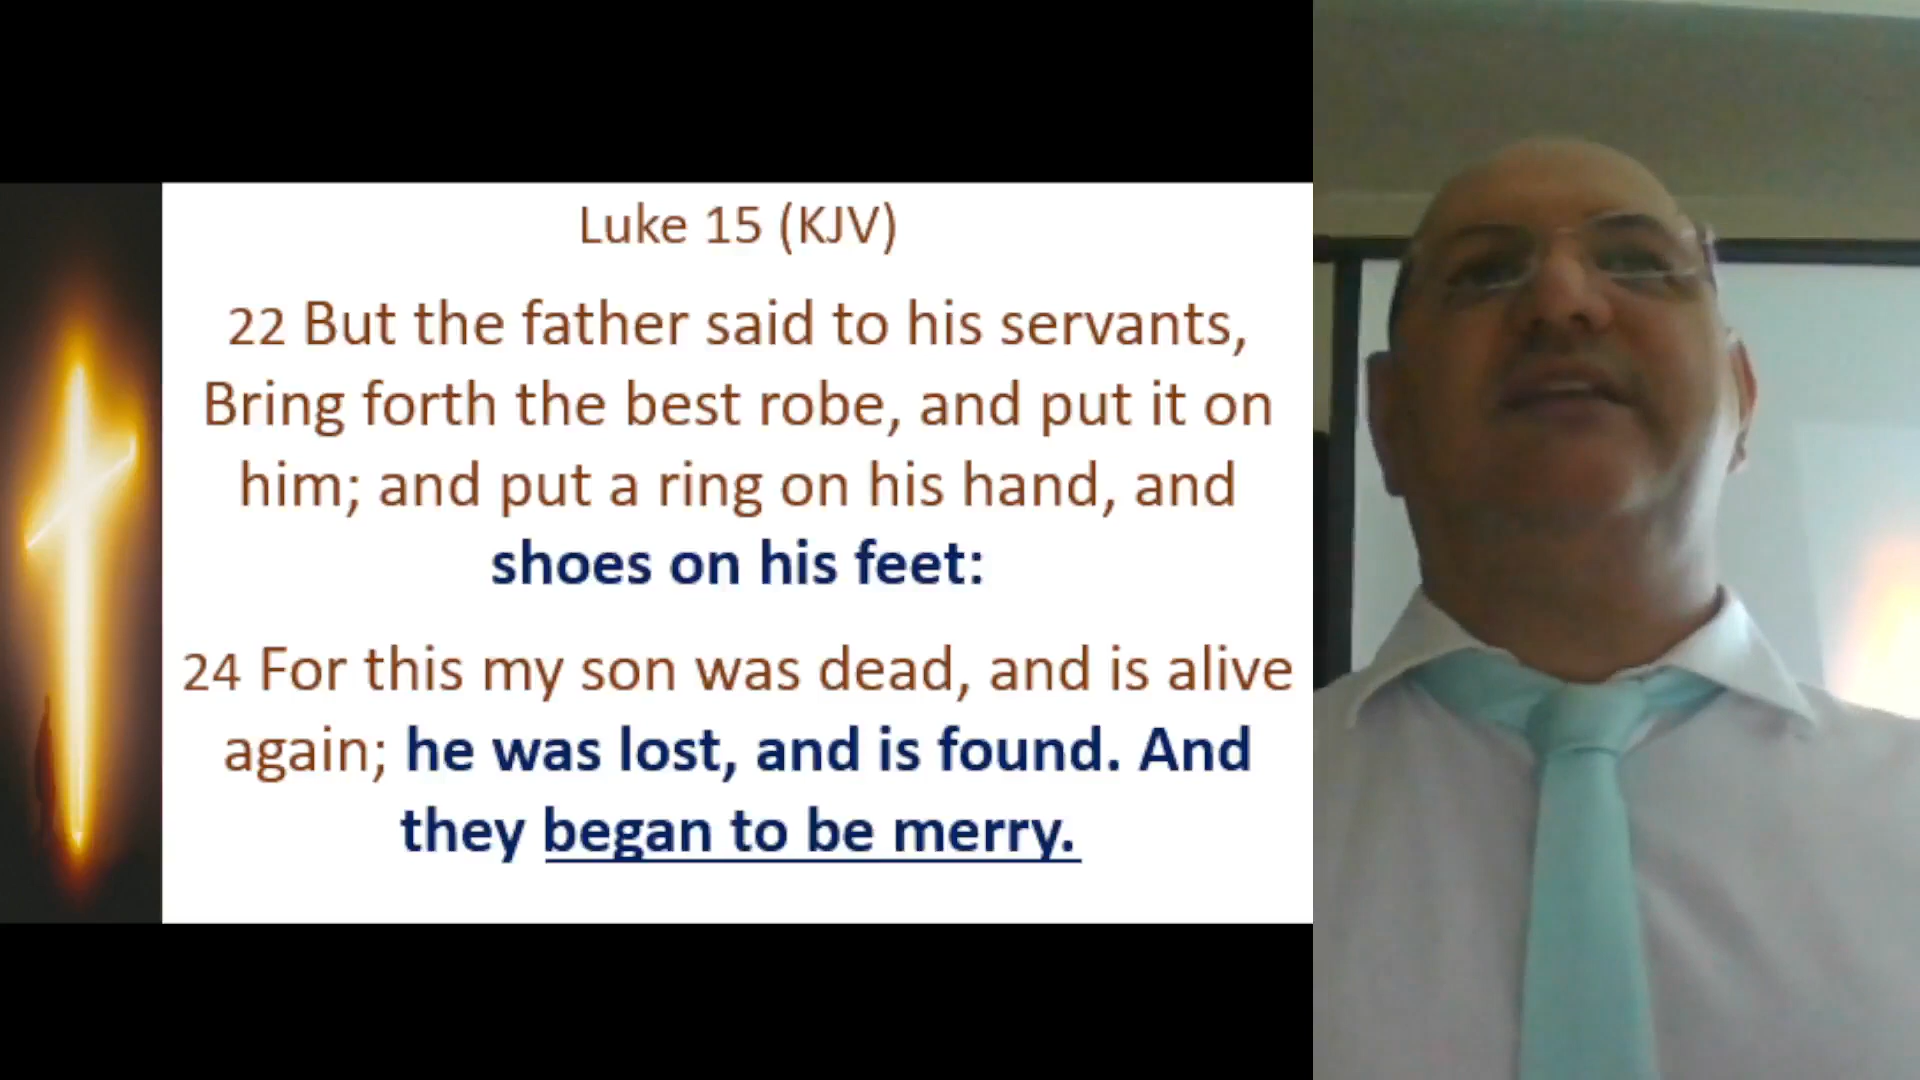 Luke 15 (KJV)
22 But the father said to his servants,
Bring forth the best robe, and put it on
him; and put a ring on his hand, and
shoes on his feet:
24 For this my son was dead, and is alive
again; he was lost, and is found. And
they began to be merry.